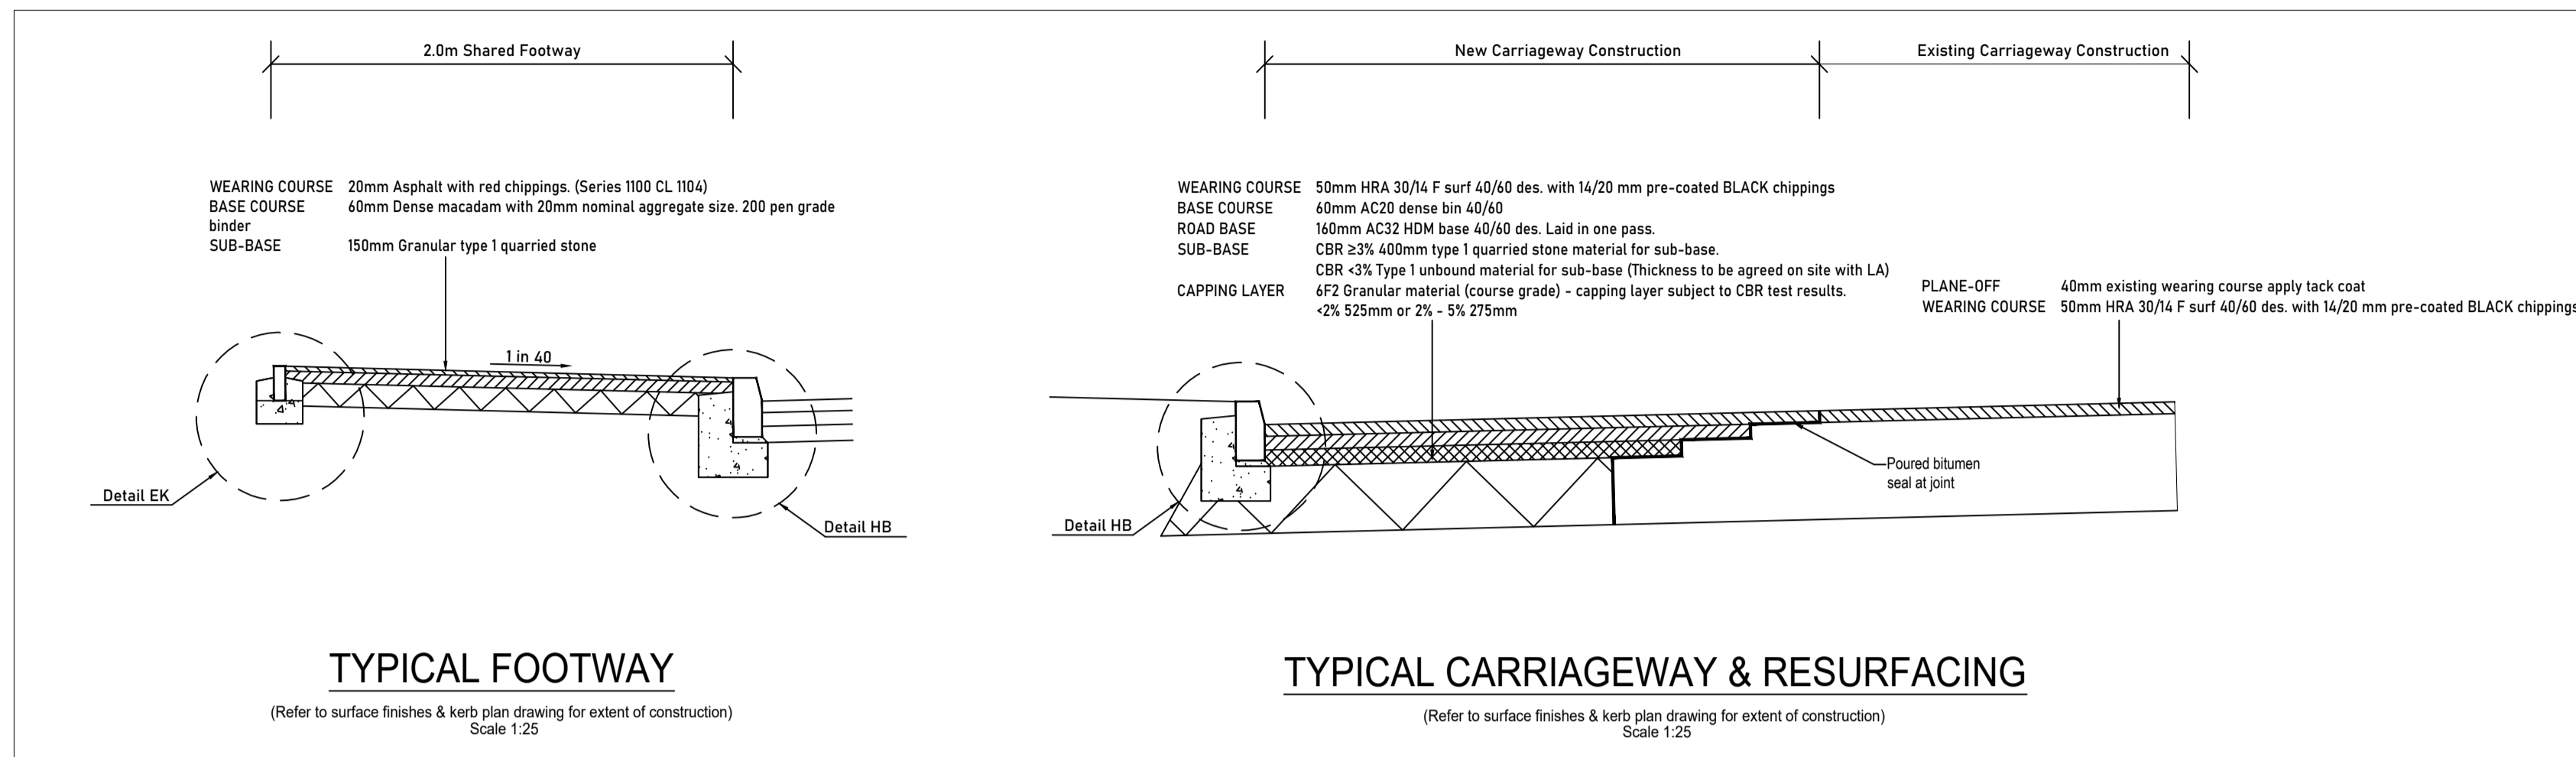 2.0m Shared Footway
WEARING COURSE 20mm Asphalt with red chippings. (Series 1100 CL 1104)
BASE COURSE 60mm Dense macadam with 20mm nominal aggregate size. 200 pen grade
binder
SUB-BASE 150mm Granular type 1 quarried stone
1 in 40
Detail EK
Detail HB
TYPICAL FOOTWAY
(Refer to surface finishes & kerb plan drawing for extent of construction)
Scale 1:25
New Carriageway Construction
Existing Carriageway Construction
WEARING COURSE 50mm HRA 30/14 F surf 40/60 des. with 14/20 mm pre-coated BLACK chippings
BASE COURSE 60mm AC20 dense bin 40/60
ROAD BASE 160mm AC32 HDM base 40/60 des. Laid in one pass.
SUB-BASE CBR ≥3% 400mm type 1 quarried stone material for sub-base.
CBR <3% Type 1 unbound material for sub-base (Thickness to be agreed on site with LA)
CAPPING LAYER 6F2 Granular material (course grade) - capping layer subject to CBR test results.
<2% 525mm or 2% - 5% 275mm
PLANE-OFF 40mm existing wearing course apply tack coat
WEARING COURSE 50mm HRA 30/14 F surf 40/60 des. with 14/20 mm pre-coated BLACK chippings
Poured bitumen
seal at joint
Detail HB
TYPICAL CARRIAGEWAY & RESURFACING
(Refer to surface finishes & kerb plan drawing for extent of construction)
Scale 1:25